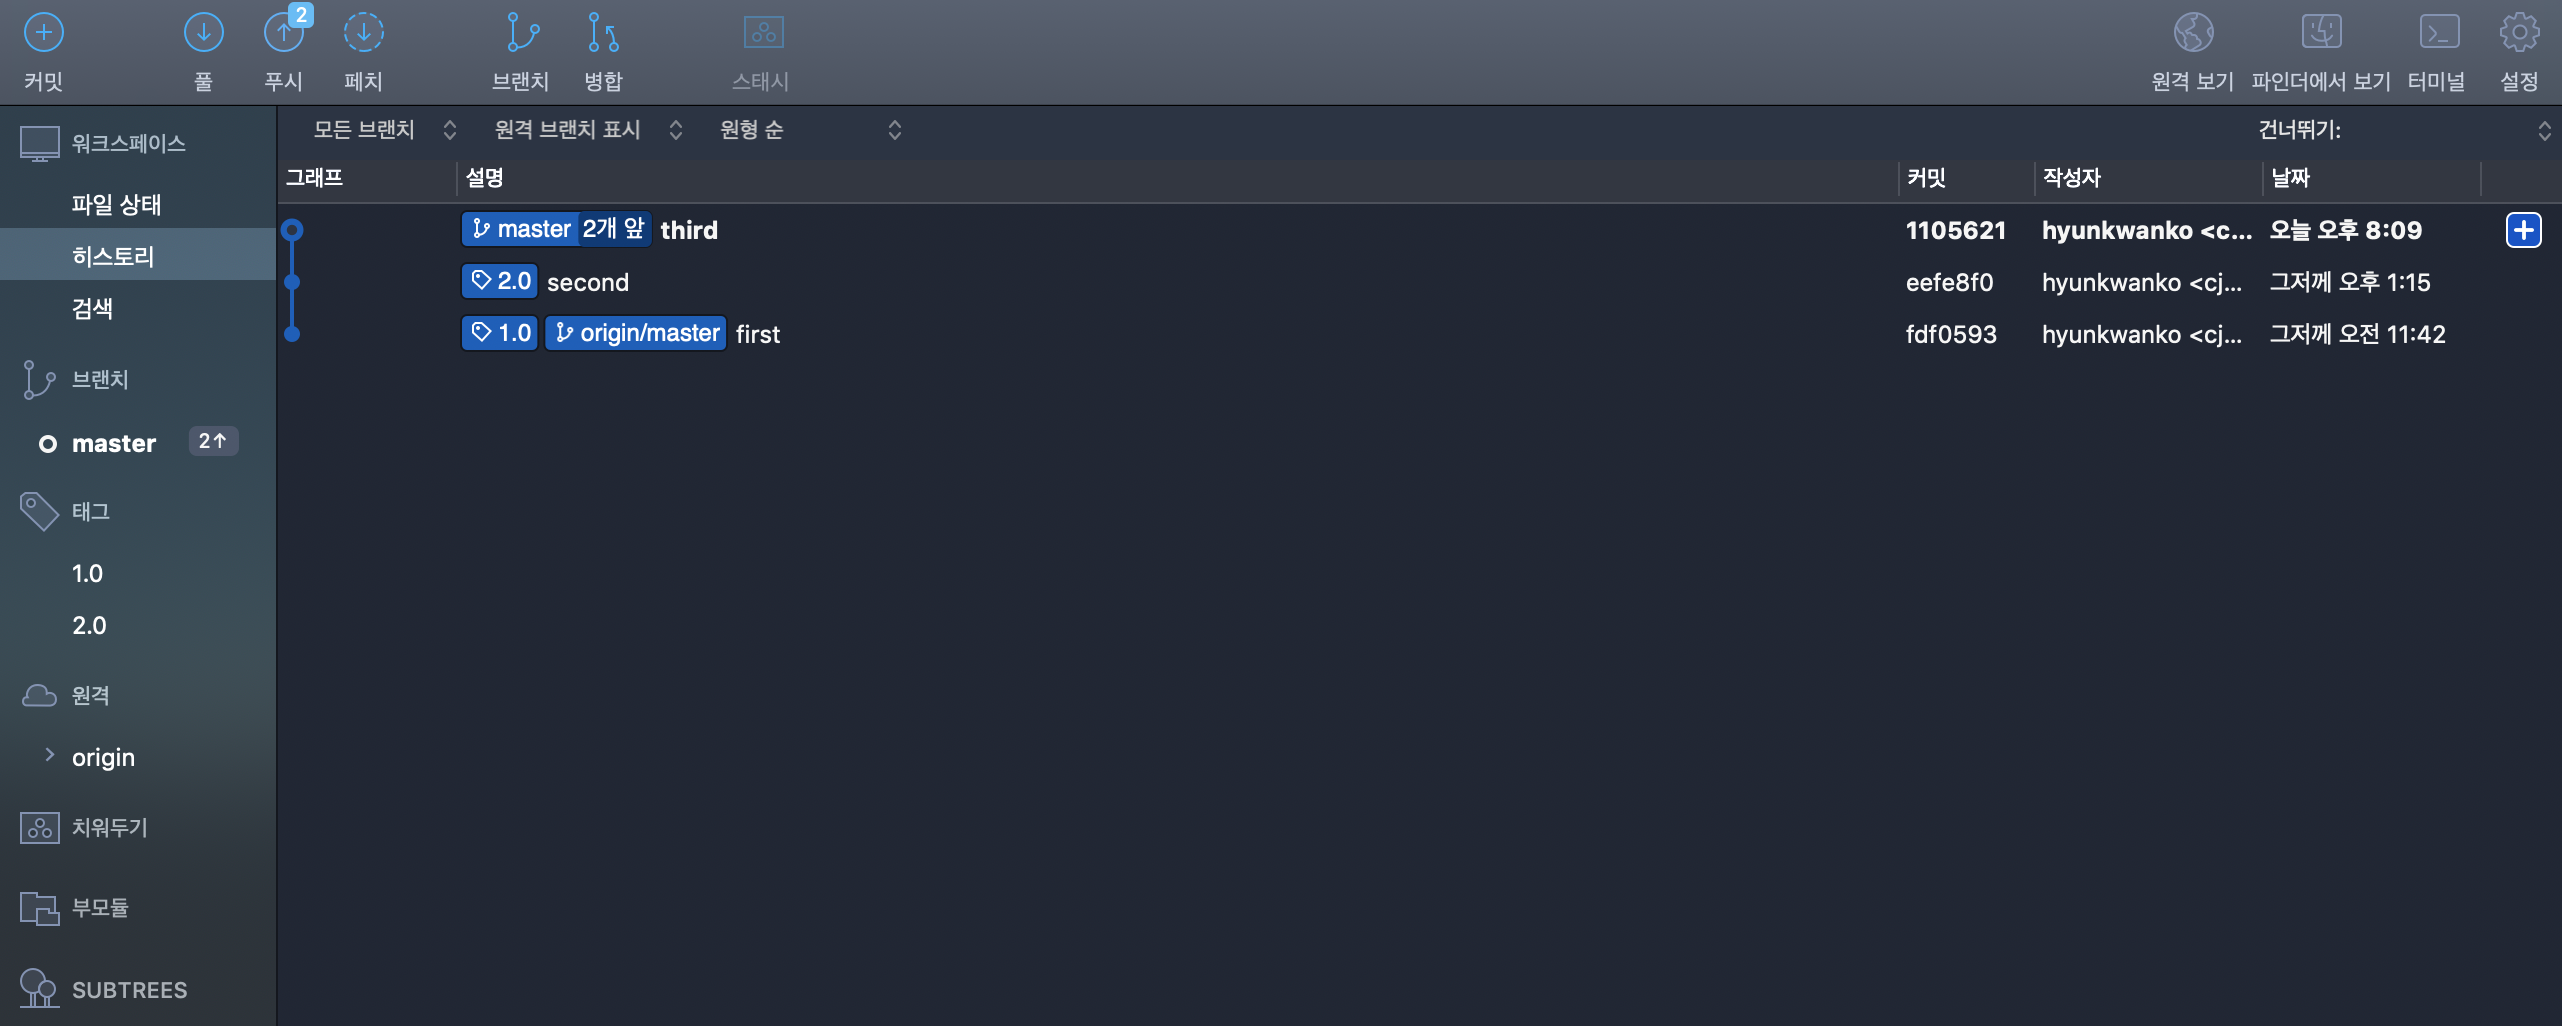 2
커밋 풀 푸시 페치 브랜치 병합 스태시 원격 보기 파인더에서 보기 터미널 설정
워크스페이스
파일 상태
히스토리
검색
브랜치
master 2↑
태그
1.0
2.0
원격
origin
치워두기
부모듈
SUBTREES
모든 브랜치 원격 브랜치 표시 원형 순 건너뛰기:
그래프 설명 커밋 작성자 날짜
master 2개 앞 third 1105621 hyunkwanko <c... 오늘 오후 8:09
2.0 second eefe8f0 hyunkwanko <cj... 그저께 오후 1:15
1.0 origin/master first fdf0593 hyunkwanko <cj... 그저께 오전 11:42